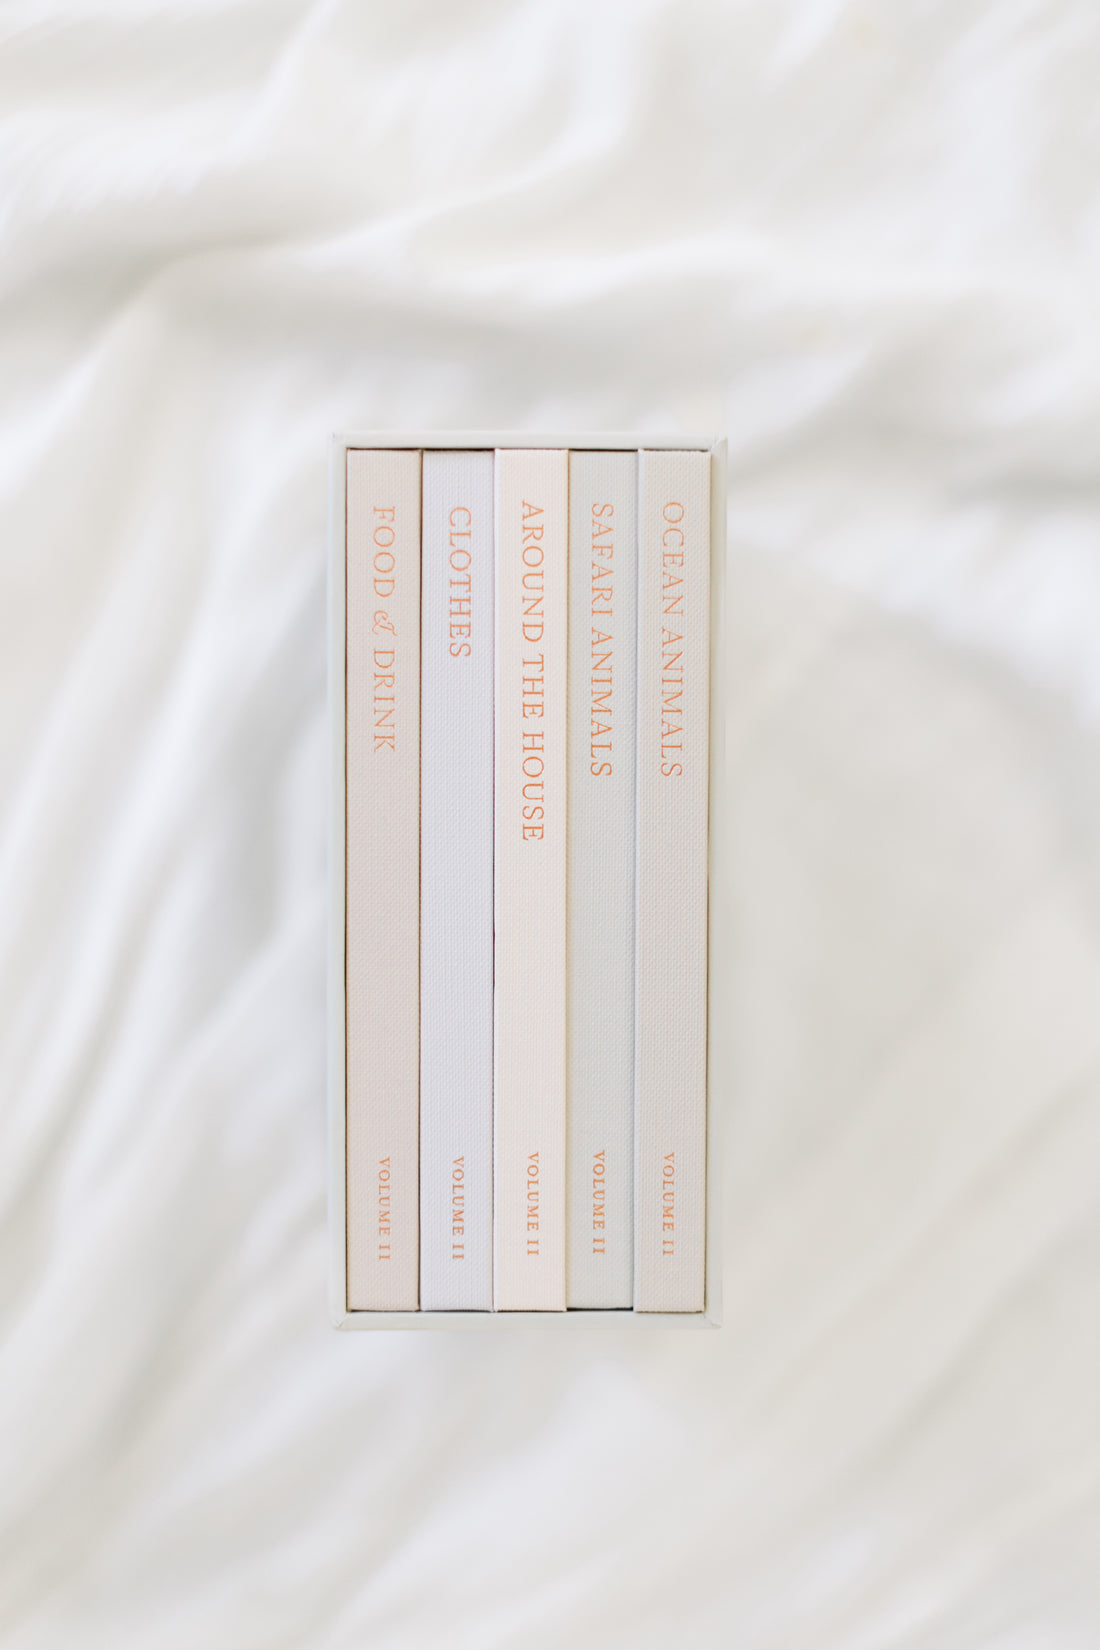 FOOD & DRINK
VOLUME II
CLOTHES
VOLUME II
AROUND THE HOUSE
VOLUME II
SAFARI ANIMALS
VOLUME II
OCEAN ANIMALS
VOLUME II